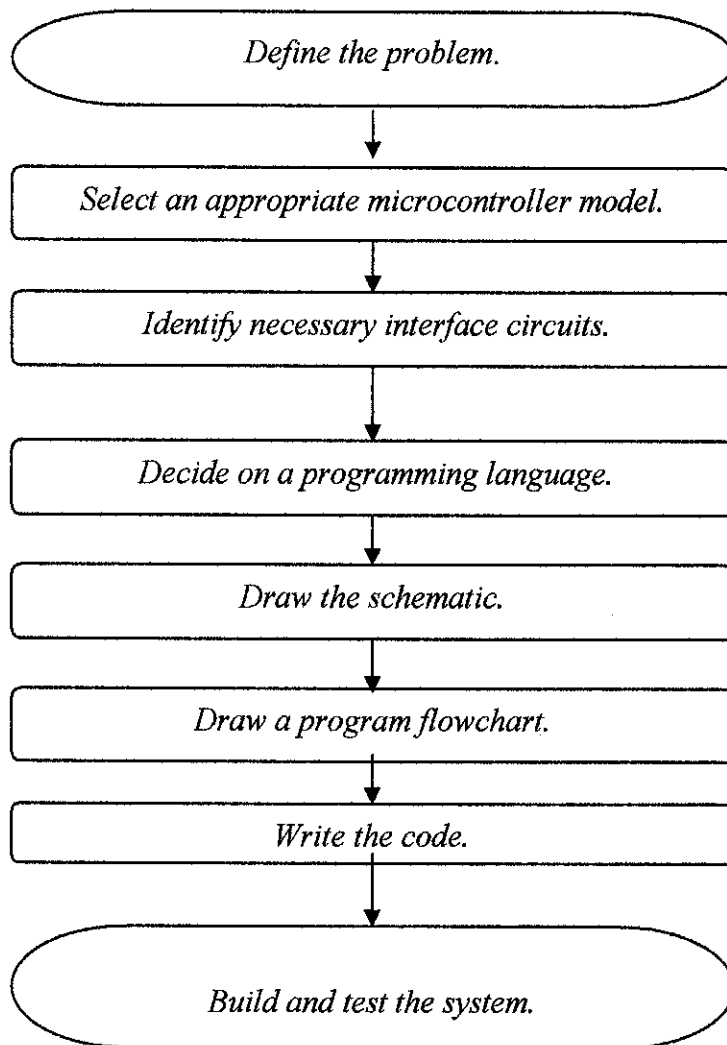 Define the problem.
Select an appropriate microcontroller model.
Identify necessary interface circuits.
Decide on a programming language.
Draw the schematic.
Draw a program flowchart.
Write the code.
Build and test the system.